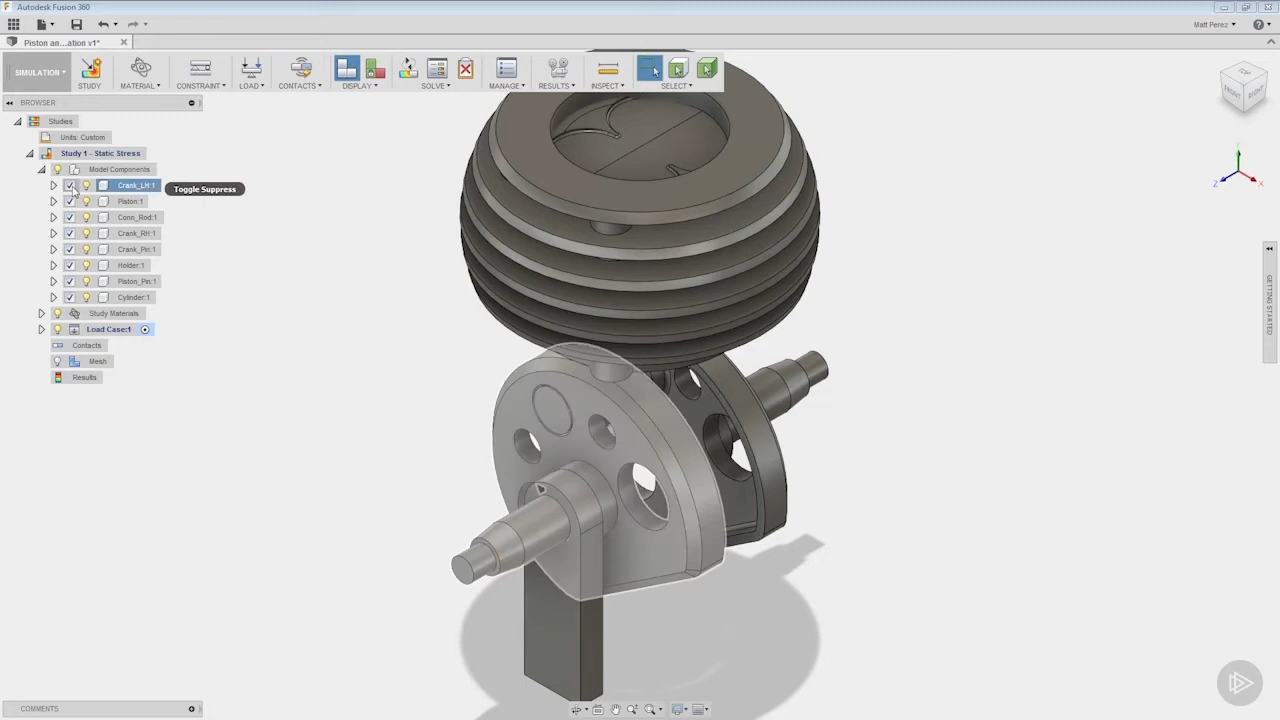 Autodesk Fusion 360
Matt Perez
Piston an...ation v1*
SIMULATION
STUDY
MATERIAL
CONSTRAINT
LOAD
CONTACTS
DISPLAY
SOLVE
MANAGE
RESULTS
INSPECT
SELECT
BROWSER
Studies
Units: Custom
Study 1 - Static Stress
Model Components
Crank_LH:1
Toggle Suppress
Piston:1
Conn_Rod:1
Crank_RH:1
Crank_Pin:1
Holder:1
Piston_Pin:1
Cylinder:1
Study Materials
Load Case:1
Contacts
Mesh
Results
TOP
FRONT
RIGHT
Y
Z
X
GETTING STARTED
COMMENTS